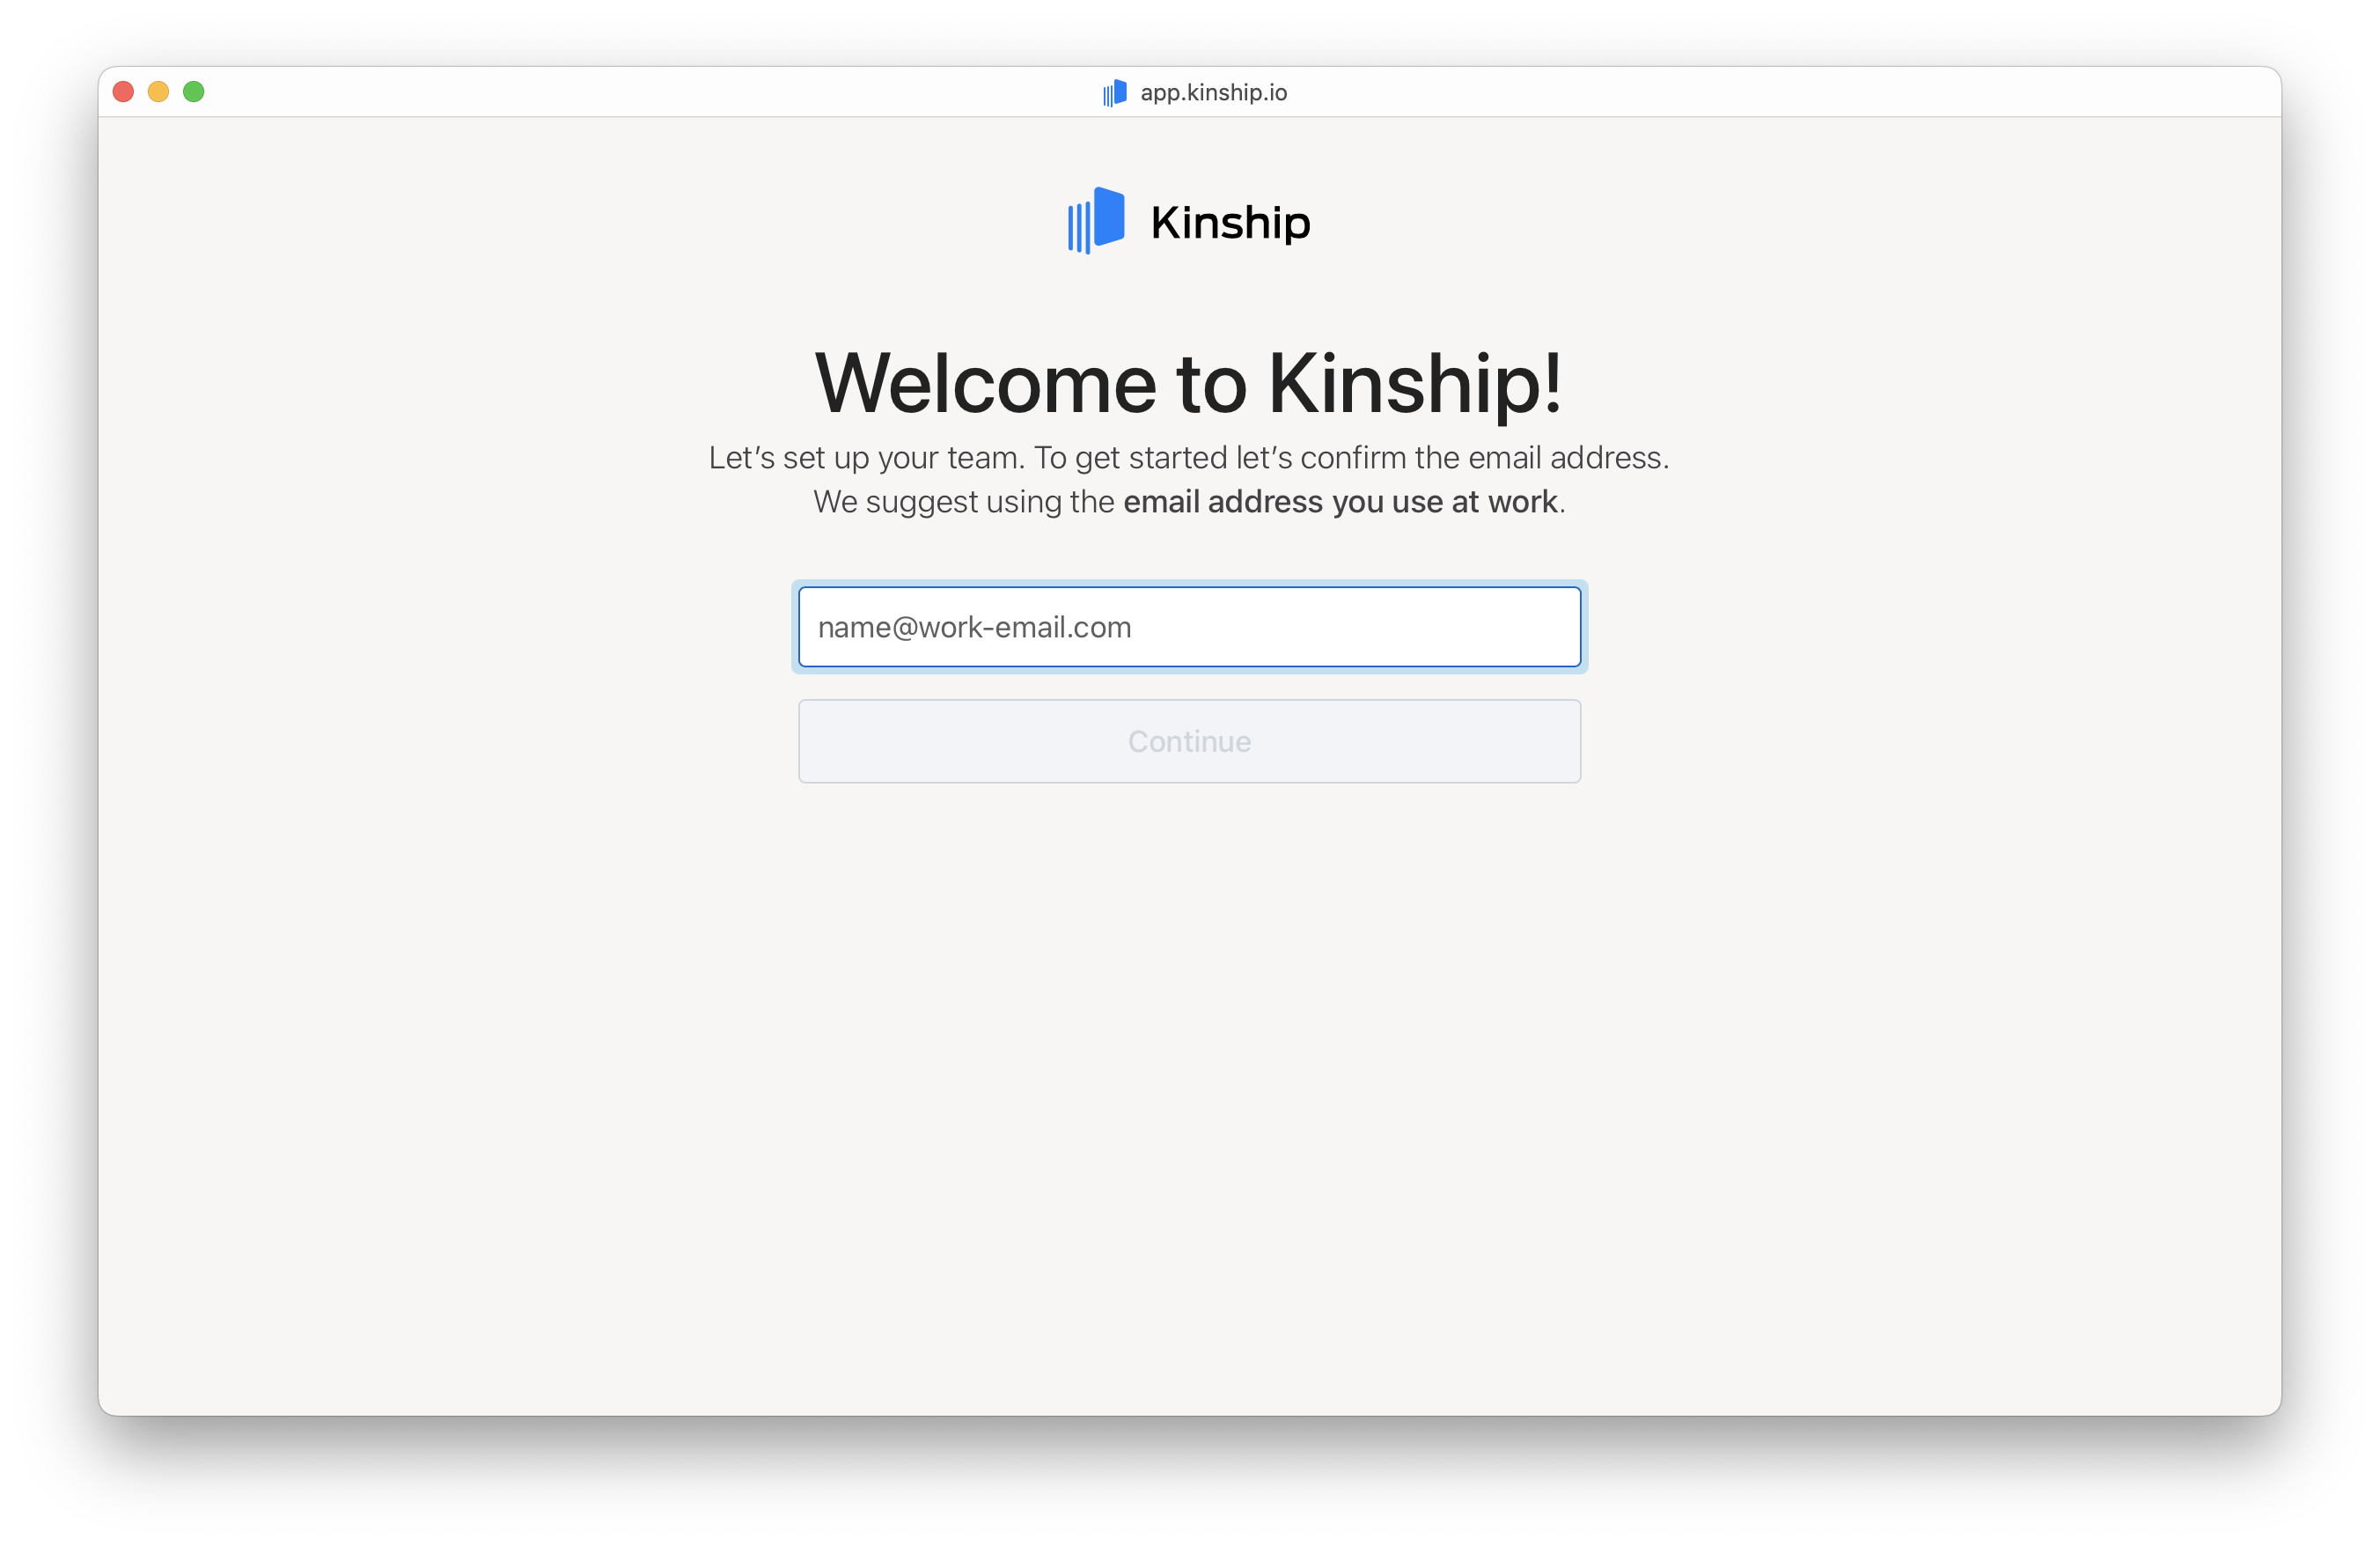 app.kinship.io
Kinship
Welcome to Kinship!
Let’s set up your team. To get started let’s confirm the email address.
We suggest using the email address you use at work.
name@work-email.com
Continue